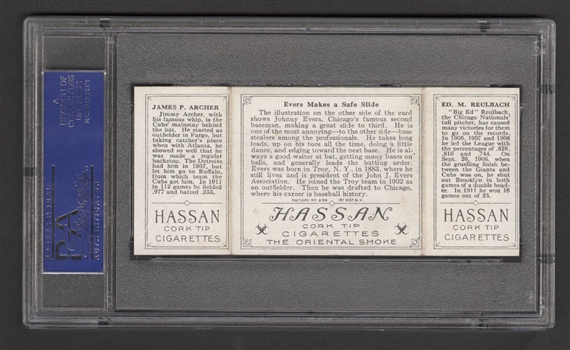 JAMES P. ARCHER
Jimmy Archer, with
his famous whip, is the
Cubs' mainstay behind
the bat. He started as
outfielder in Fargo, but
taking catcher's place
when with Atlanta, he
showed so well that he
was made a regular
backstop. The Detroits
had him in 1907, but
let him go to Buffalo,
from which team the
Cubs got him. In 1911
in 112 games he fielded
.977 and batted .253.
HASSAN
CORK TIP
CIGARETTES
Evers Makes a Safe Slide
The illustration on the other side of the card
shows Johnny Evers, Chicago's famous second
baseman, making a great slide to third. He is
one of the most annoying—to the other side—base
stealers among the professionals. He takes long
leads, up on his toes all the time, doing a little
dance, and edging toward the next base. He is al-
ways a good waiter at bat, getting many bases on
balls, and generally leads the batting order.
Evers was born in Troy, N. Y., in 1883, where he
still lives and is president of the John J. Evers
Association. He joined the Troy team in 1902 as
an outfielder. Then he was drafted to Chicago,
where his career is baseball history.
FACTORY Nº 649 1ST DIST. N.Y.
HASSAN
CORK TIP
CIGARETTES
THE ORIENTAL SMOKE
ED. M. REULBACH
"Big Ed" Reulbach,
the Chicago Nationals'
tall pitcher, has caused
many victories for them
to go on the records.
In 1906, 1907 and 1908
he led the League with
the percentages of .826,
.810 and .744. On
Sept. 26, 1908, when
the gruelling finish be-
tween the Giants and
Cubs was on, he shut
out Brooklyn in both
games of a double head-
er. In 1911 he won 16
games out of 25.
HASSAN
CORK TIP
CIGARETTES